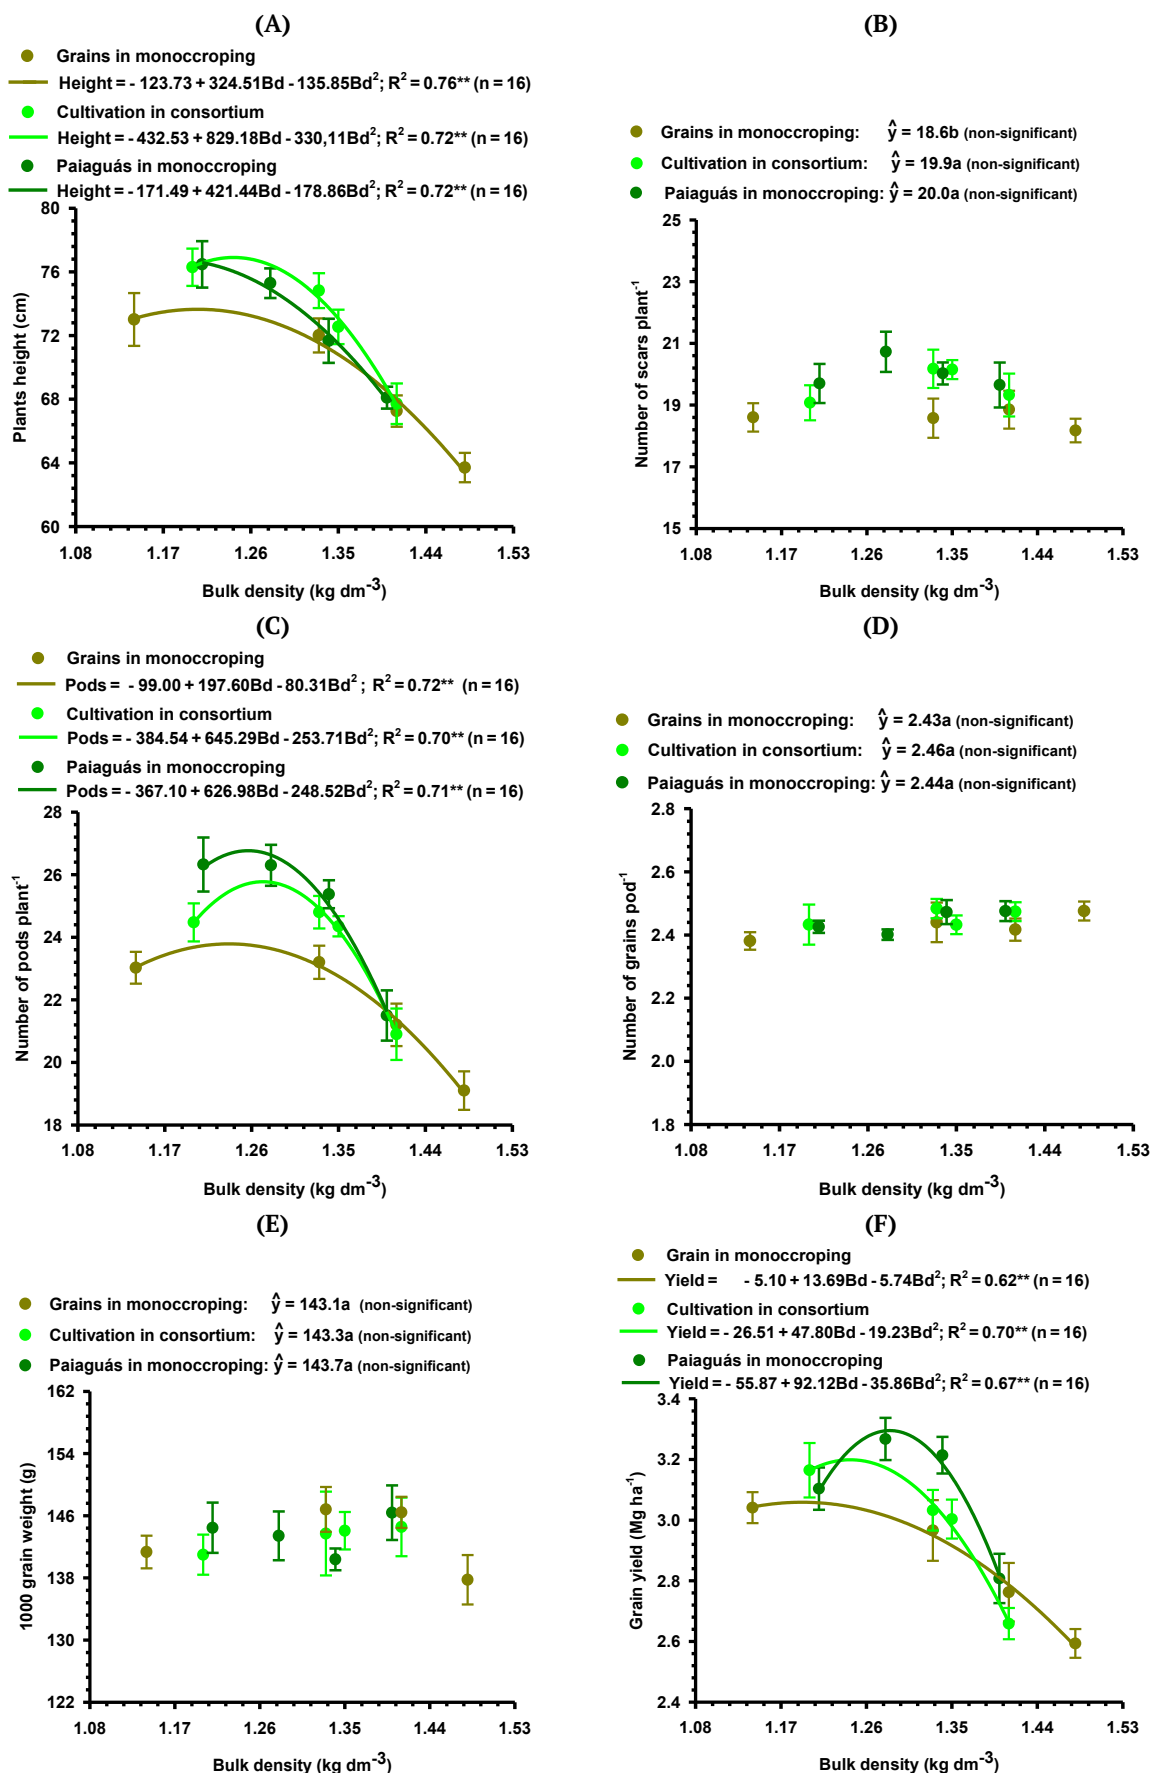 (A)
Grains in monoccroping
Height = - 123.73 + 324.51Bd - 135.85Bd²; R² = 0.76** (n = 16)
Cultivation in consortium
Height = - 432.53 + 829.18Bd - 330,11Bd²; R² = 0.72** (n = 16)
Paiaguás in monoccroping
Height = -171.49 + 421.44Bd - 178.86Bd²; R² = 0.72** (n = 16)
80
76
72
68
64
60
Plants height (cm)
1.08 1.17 1.26 1.35 1.44 1.53
Bulk density (kg dm⁻³)
(B)
Grains in monoccroping: ŷ = 18.6b (non-significant)
Cultivation in consortium: ŷ = 19.9a (non-significant)
Paiaguás in monoccroping: ŷ = 20.0a (non-significant)
25
23
21
19
17
15
Number of scars plant⁻¹
1.08 1.17 1.26 1.35 1.44 1.53
Bulk density (kg dm⁻³)
(C)
Grains in monoccroping
Pods = - 99.00 + 197.60Bd - 80.31Bd² ; R² = 0.72** (n = 16)
Cultivation in consortium
Pods = - 384.54 + 645.29Bd - 253.71Bd²; R² = 0.70** (n = 16)
Paiaguás in monoccroping
Pods = - 367.10 + 626.98Bd - 248.52Bd²; R² = 0.71** (n = 16)
28
26
24
22
20
18
Number of pods plant⁻¹
1.08 1.17 1.26 1.35 1.44 1.53
Bulk density (kg dm⁻³)
(D)
Grains in monoccroping: ŷ = 2.43a (non-significant)
Cultivation in consortium: ŷ = 2.46a (non-significant)
Paiaguás in monoccroping: ŷ = 2.44a (non-significant)
2.8
2.6
2.4
2.2
2.0
1.8
Number of grains pod⁻¹
1.08 1.17 1.26 1.35 1.44 1.53
Bulk density (kg dm⁻³)
(E)
Grains in monoccroping: ŷ = 143.1a (non-significant)
Cultivation in consortium: ŷ = 143.3a (non-significant)
Paiaguás in monoccroping: ŷ = 143.7a (non-significant)
162
154
146
138
130
122
1000 grain weight (g)
1.08 1.17 1.26 1.35 1.44 1.53
Bulk density (kg dm⁻³)
(F)
Grain in monoccroping
Yield = - 5.10 + 13.69Bd - 5.74Bd²; R² = 0.62** (n = 16)
Cultivation in consortium
Yield = - 26.51 + 47.80Bd - 19.23Bd²; R² = 0.70** (n = 16)
Paiaguás in monoccroping
Yield = - 55.87 + 92.12Bd - 35.86Bd²; R² = 0.67** (n = 16)
3.4
3.2
3.0
2.8
2.6
2.4
Grain yield (Mg ha⁻¹)
1.08 1.17 1.26 1.35 1.44 1.53
Bulk density (kg dm⁻³)